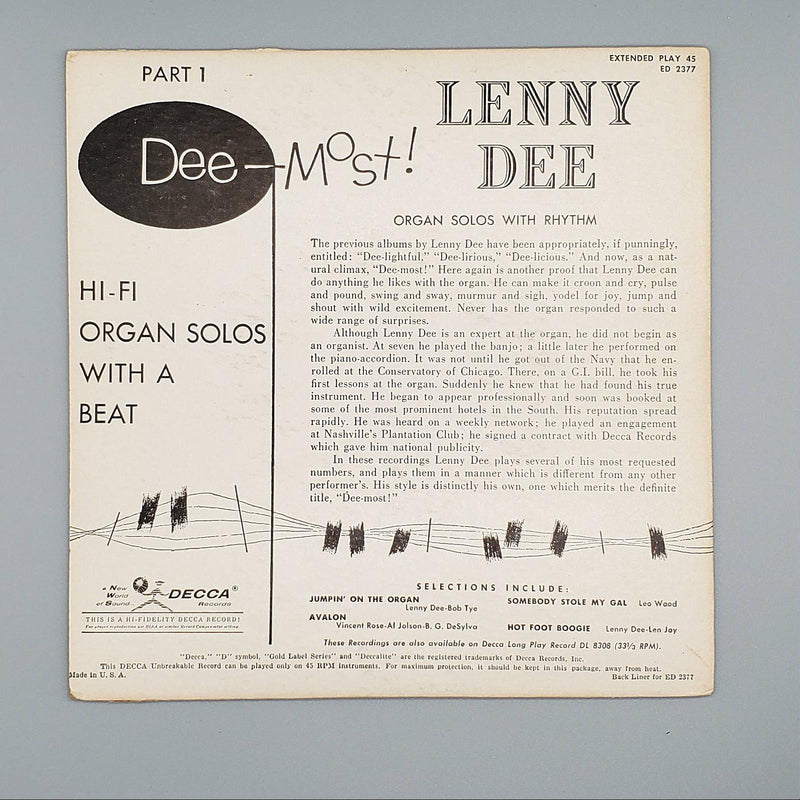 PART 1
EXTENDED PLAY 45
ED 2377
LENNY
DEE
Dee-Most!
ORGAN SOLOS WITH RHYTHM
HI-FI
ORGAN SOLOS
WITH A
BEAT
The previous albums by Lenny Dee have been appropriately, if punningly,
entitled: "Dee-lightful," "Dee-lirious," "Dee-licious." And now, as a nat-
ural climax, "Dee-most!" Here again is another proof that Lenny Dee can
do anything he likes with the organ. He can make it croon and cry, pulse
and pound, swing and sway, murmur and sigh, yodel for joy, jump and
shout with wild excitement. Never has the organ responded to such a
wide range of surprises.
Although Lenny Dee is an expert at the organ, he did not begin as
an organist. At seven he played the banjo; a little later he performed on
the piano-accordion. It was not until he got out of the Navy that he en-
rolled at the Conservatory of Chicago. There, on a G.I. bill, he took his
first lessons at the organ. Suddenly he knew that he had found his true
instrument. He began to appear professionally and soon was booked at
some of the most prominent hotels in the South. His reputation spread
rapidly. He was heard on a weekly network; he played an engagement
at Nashville's Plantation Club; he signed a contract with Decca Records
which gave him national publicity.
In these recordings Lenny Dee plays several of his most requested
numbers, and plays them in a manner which is different from any other
performer's. His style is distinctly his own, one which merits the definite
title, "Dee-most!"
a New
World
of Sound
DECCA®
Records
THIS IS A HI-FIDELITY DECCA RECORD!
SELECTIONS INCLUDE:
JUMPIN' ON THE ORGAN
Lenny Dee-Bob Tye
AVALON
Vincent Rose-Al Jolson-B. G. DeSylva
SOMEBODY STOLE MY GAL Leo Wood
HOT FOOT BOOGIE Lenny Dee-Len Joy
These Recordings are also available on Decca Long Play Record DL 8308 (33⅓ RPM).
"Decca," "D" symbol, "Gold Label Series" and "Deccalite" are the registered trademarks of Decca Records, Inc.
This DECCA Unbreakable Record can be played only on 45 RPM instruments. For maximum protection, it should be kept in this package, away from heat.
Made in U. S. A.
Back Liner for ED 2377